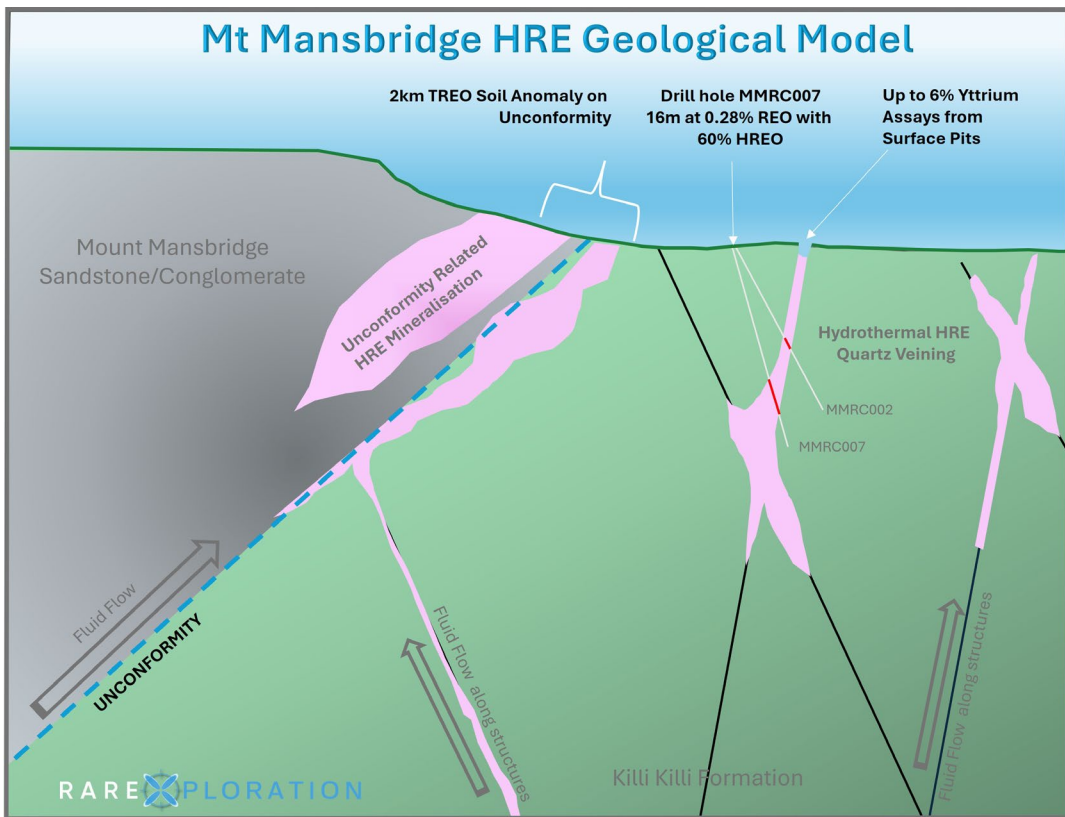 Mt Mansbridge HRE Geological Model
2km TREO Soil Anomaly on
Unconformity
Drill hole MMRC007
16m at 0.28% REO with
60% HREO
Up to 6% Yttrium
Assays from
Surface Pits
Mount Mansbridge
Sandstone/Conglomerate
Unconformity Related
HRE Mineralisation
Hydrothermal HRE
Quartz Veining
MMRC002
MMRC007
Fluid Flow
UNCONFORMITY
Fluid Flow along structures
Fluid Flow along structures
Killi Killi Formation
RAREXPLORATION